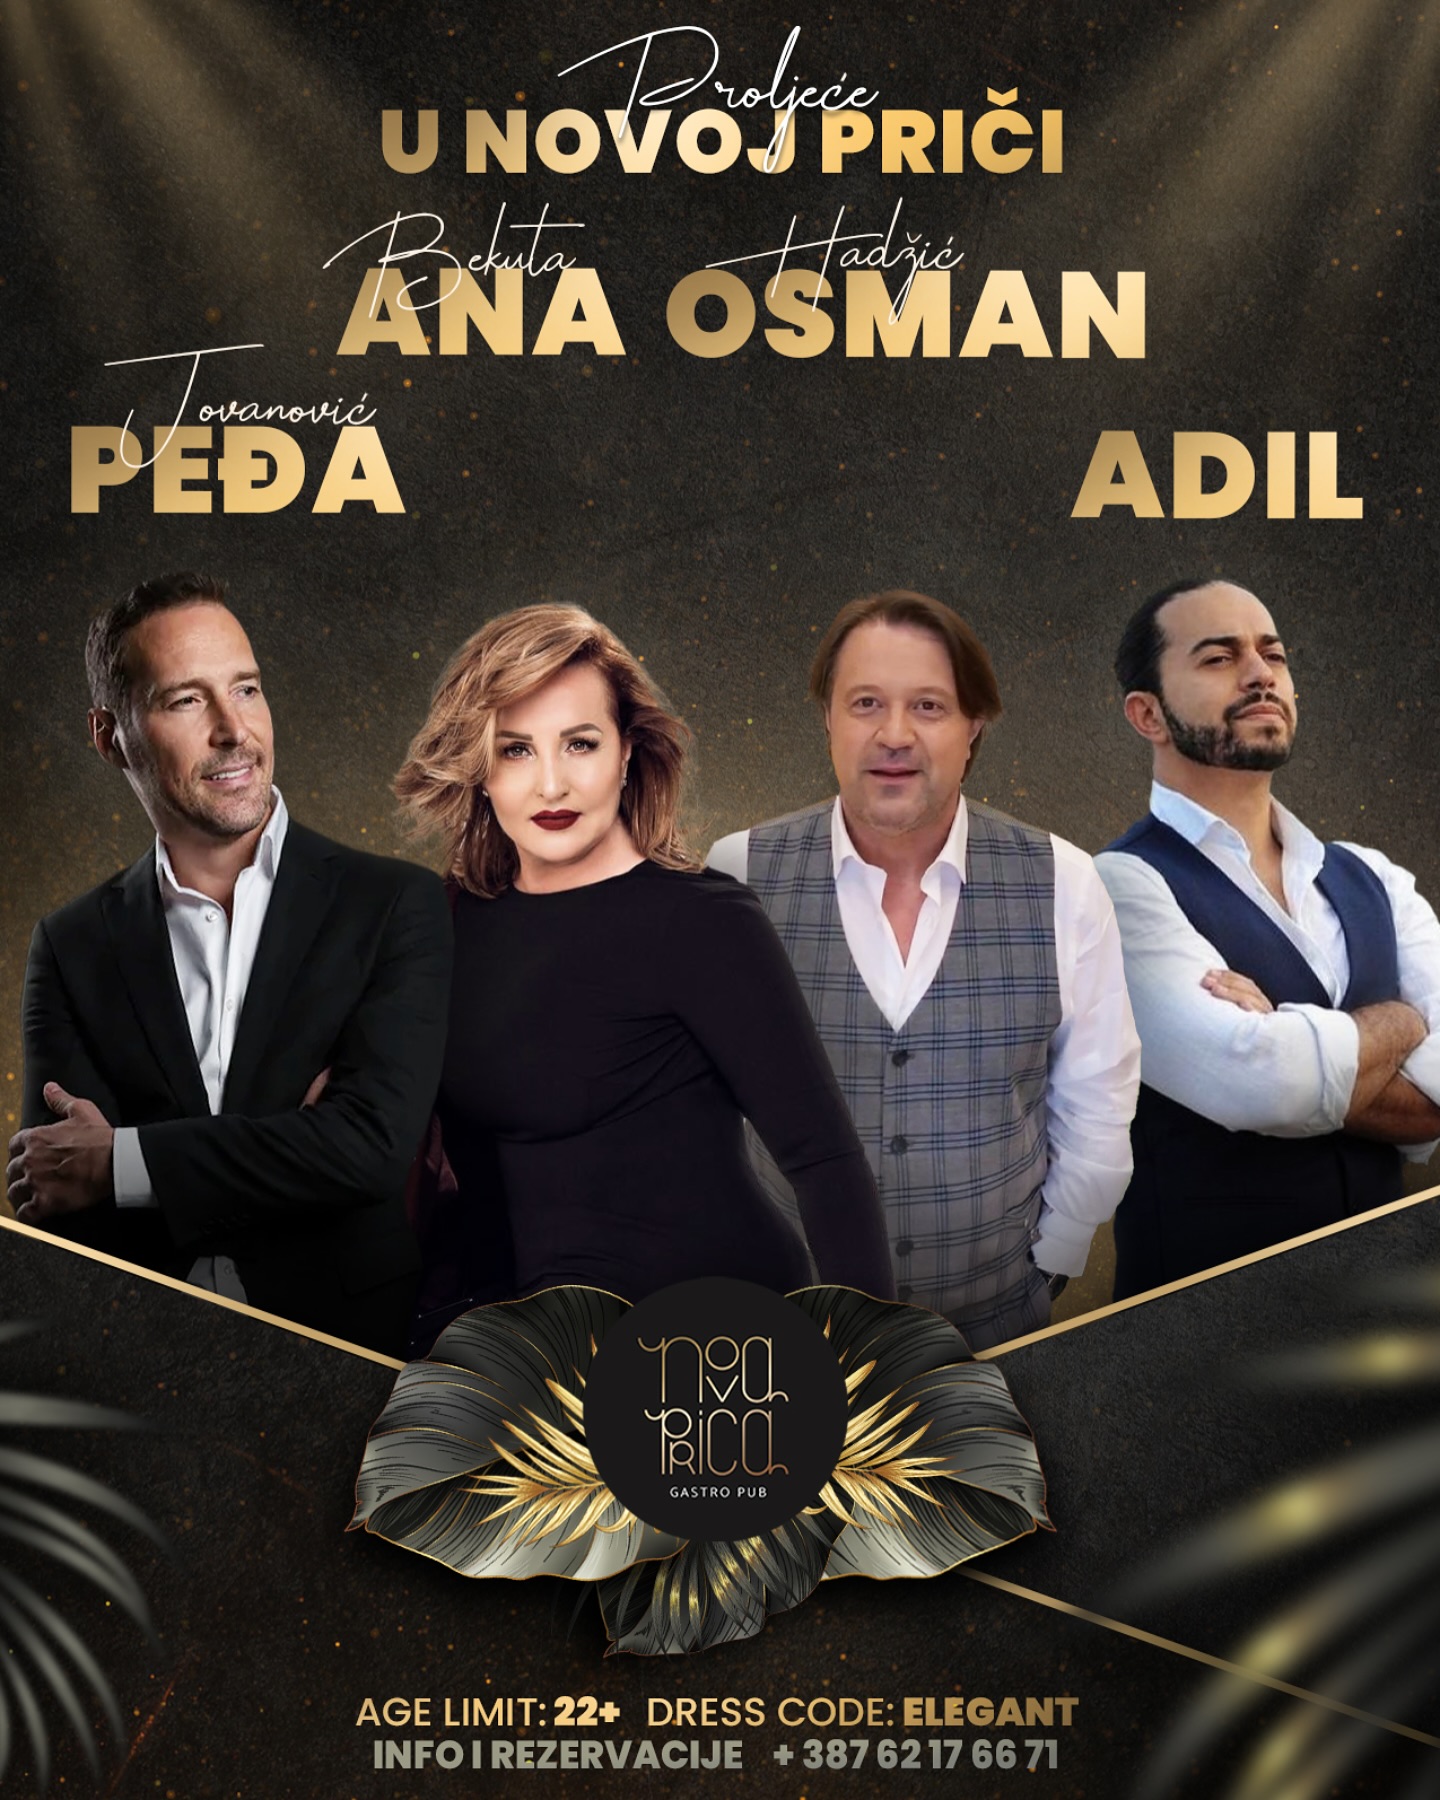 Proljeće
U NOVOJ PRIČI
Bekuta Hadžić
ANA OSMAN
Jovanović
PEĐA ADIL
NOVA
PRICA
GASTRO PUB
AGE LIMIT: 22+ DRESS CODE: ELEGANT
INFO I REZERVACIJE + 387 62 17 66 71